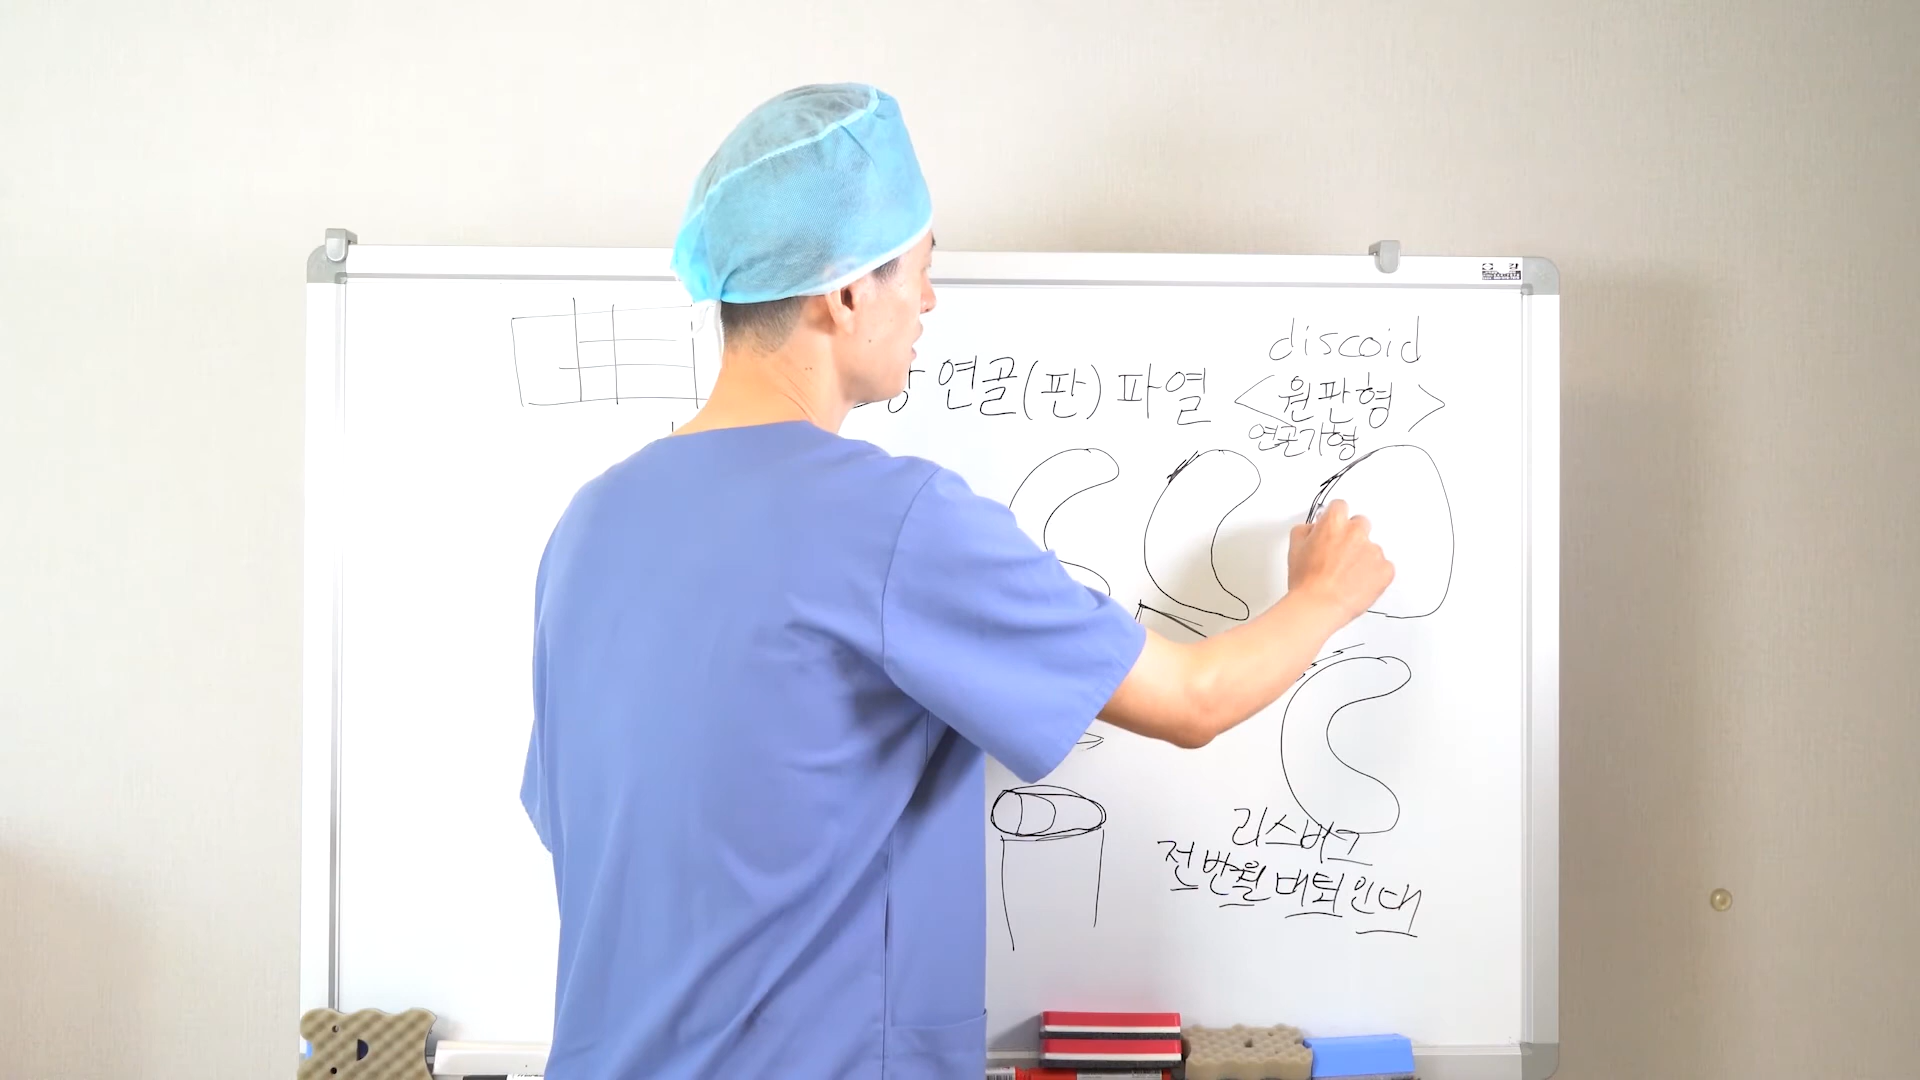 discoid
연골(판) 파열 <원판형>
연골기형
리스버그
전반월대퇴인대